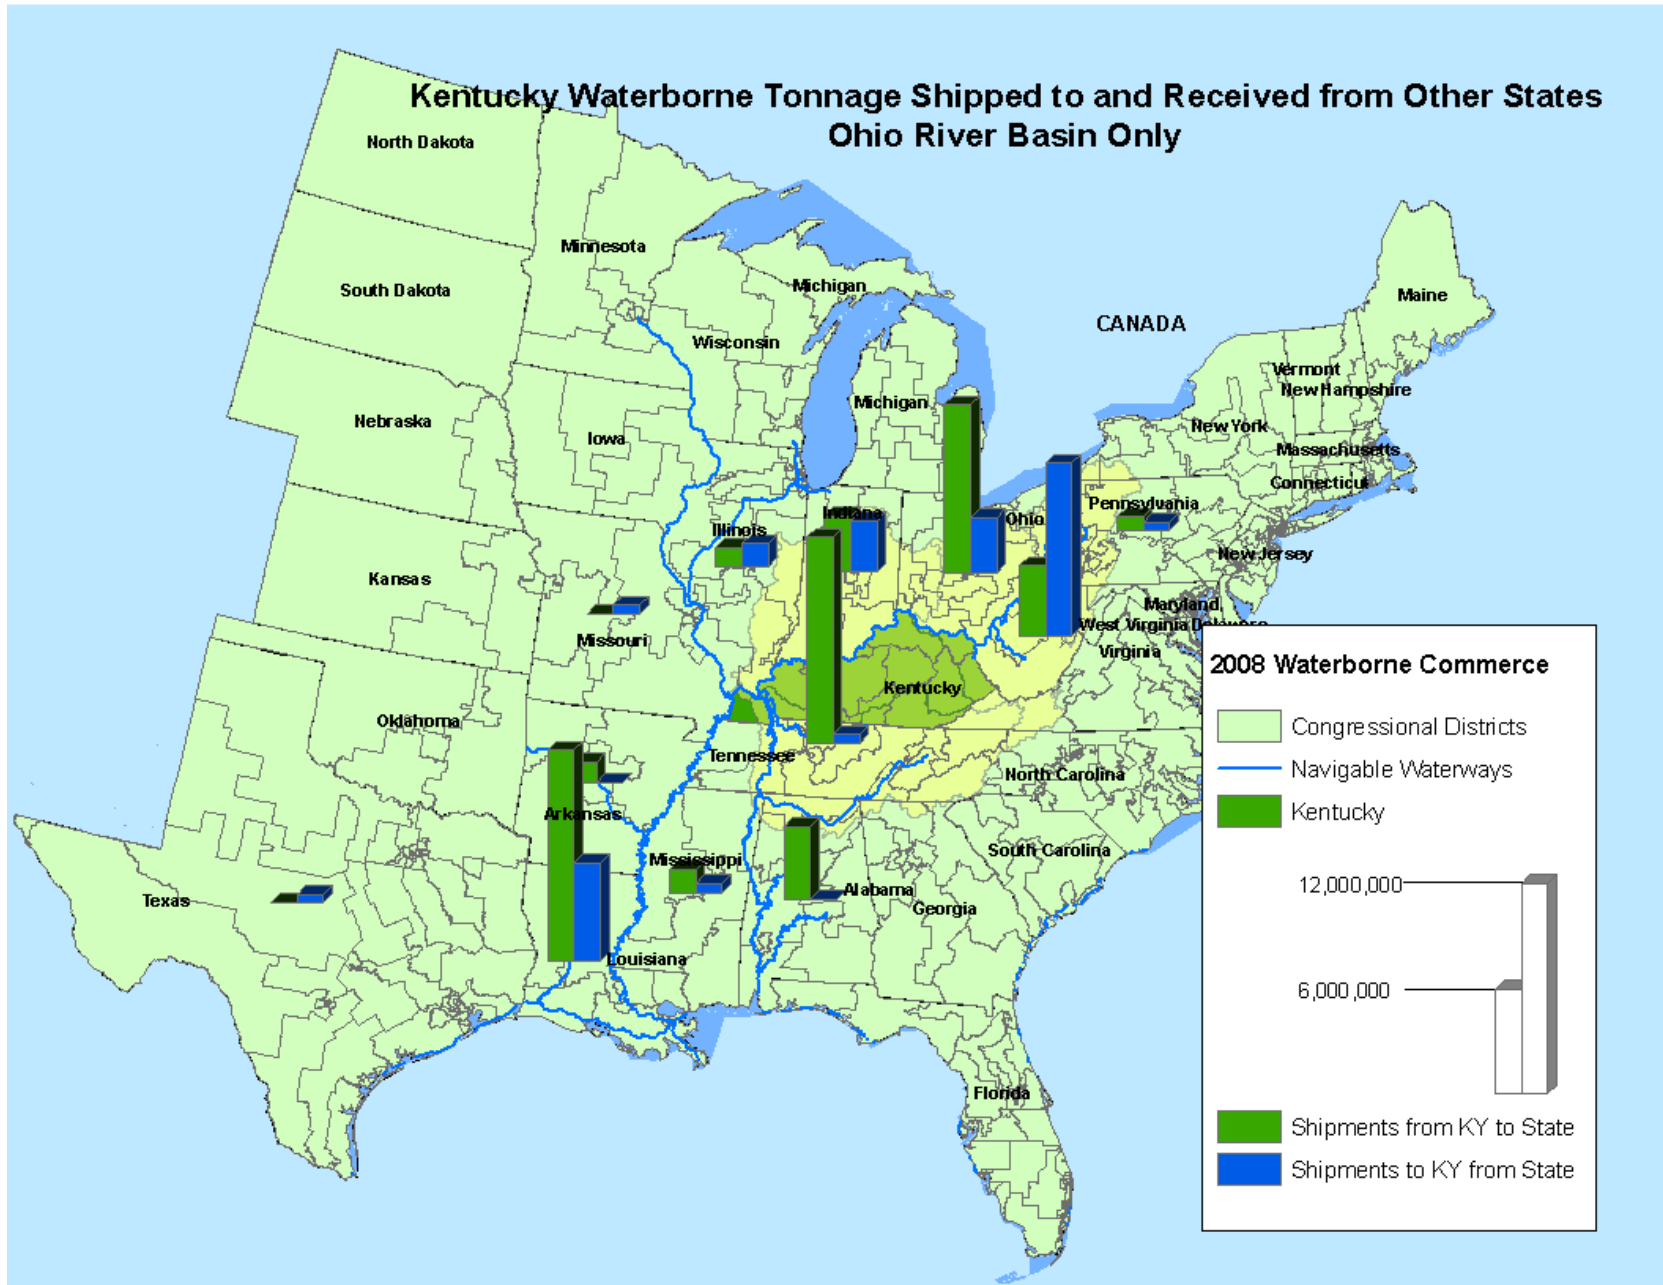 Kentucky Waterborne Tonnage Shipped to and Received from Other States
Ohio River Basin Only
North Dakota
Minnesota
South Dakota
Michigan
Maine
CANADA
Wisconsin
Vermont
New Hampshire
Michigan
Nebraska
Iowa
New York
Massachusetts
Connecticut
Pennsylvania
Illinois
Indiana
Ohio
New Jersey
Kansas
Maryland
West Virginia
Delaware
Missouri
Virginia
Kentucky
Oklahoma
Tennessee
North Carolina
Arkansas
South Carolina
Mississippi
Alabama
Texas
Georgia
Louisiana
Florida
2008 Waterborne Commerce
Congressional Districts
Navigable Waterways
Kentucky
12,000,000
6,000,000
Shipments from KY to State
Shipments to KY from State